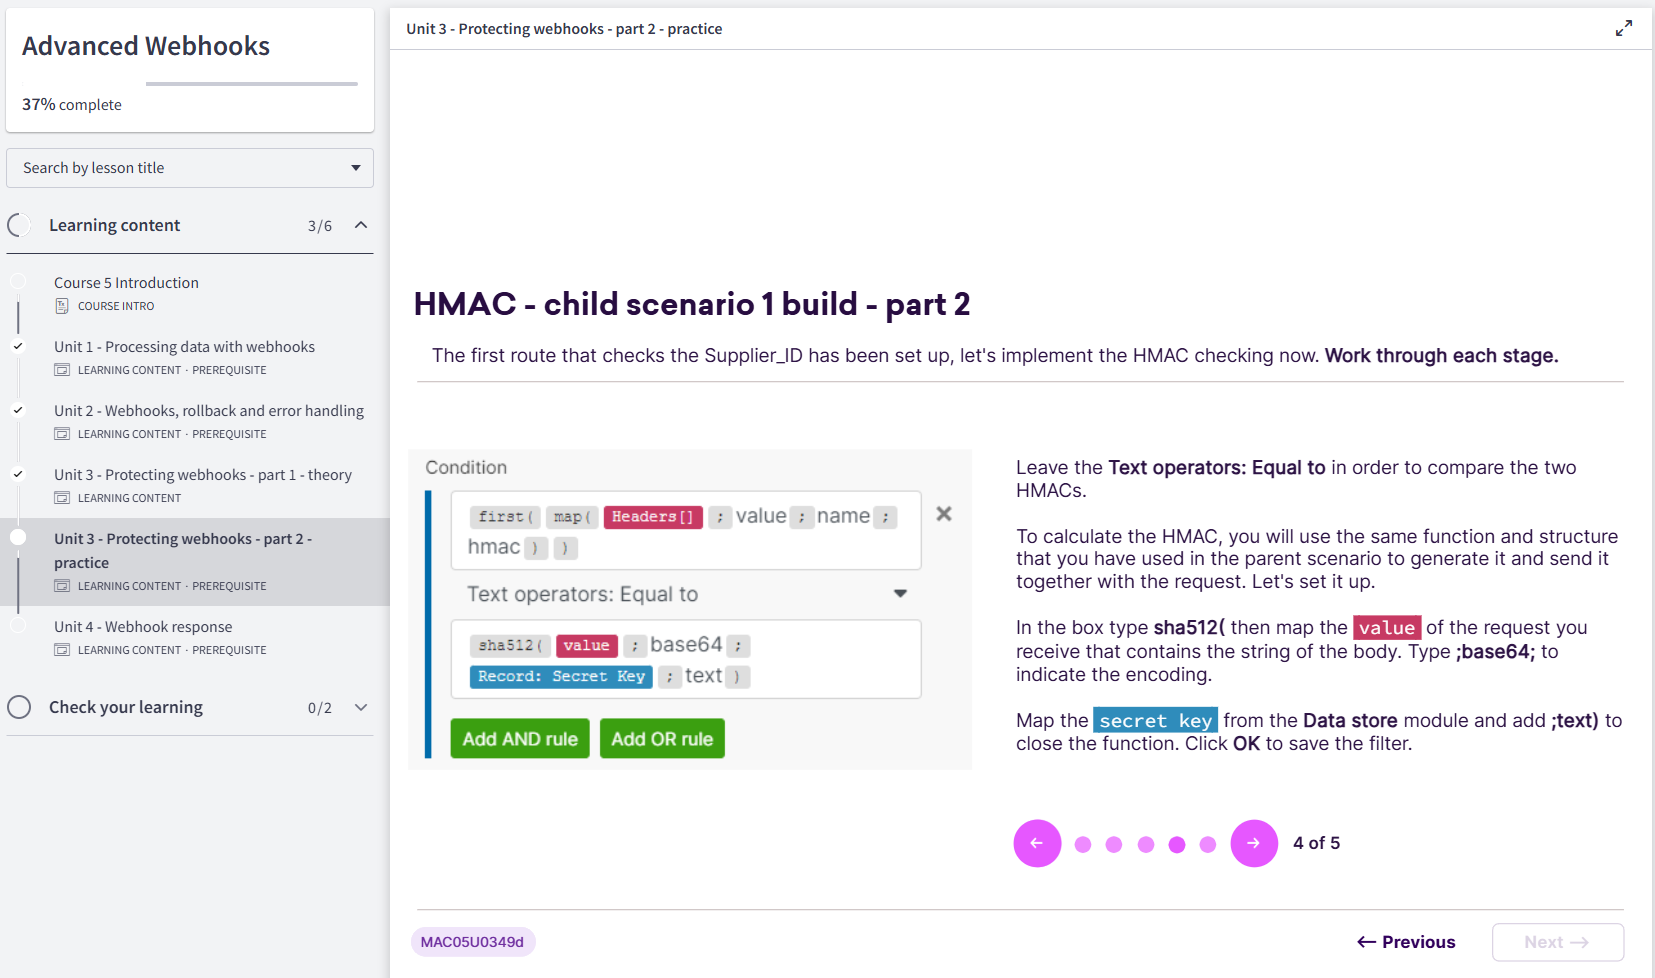 Advanced Webhooks
37% complete
Search by lesson title
Learning content 3/6
Course 5 Introduction
COURSE INTRO
Unit 1 - Processing data with webhooks
LEARNING CONTENT · PREREQUISITE
Unit 2 - Webhooks, rollback and error handling
LEARNING CONTENT · PREREQUISITE
Unit 3 - Protecting webhooks - part 1 - theory
LEARNING CONTENT
Unit 3 - Protecting webhooks - part 2 -
practice
LEARNING CONTENT · PREREQUISITE
Unit 4 - Webhook response
LEARNING CONTENT · PREREQUISITE
Check your learning 0/2
Unit 3 - Protecting webhooks - part 2 - practice
HMAC - child scenario 1 build - part 2
The first route that checks the Supplier_ID has been set up, let's implement the HMAC checking now. Work through each stage.
Condition
first( map( Headers[] ; value ; name ;
hmac ) )
Text operators: Equal to
sha512( value ; base64 ;
Record: Secret Key ; text )
Add AND rule Add OR rule
Leave the Text operators: Equal to in order to compare the two
HMACs.
To calculate the HMAC, you will use the same function and structure
that you have used in the parent scenario to generate it and send it
together with the request. Let's set it up.
In the box type sha512( then map the value of the request you
receive that contains the string of the body. Type ;base64; to
indicate the encoding.
Map the secret key from the Data store module and add ;text) to
close the function. Click OK to save the filter.
← → 4 of 5
MAC05U0349d
← Previous Next →